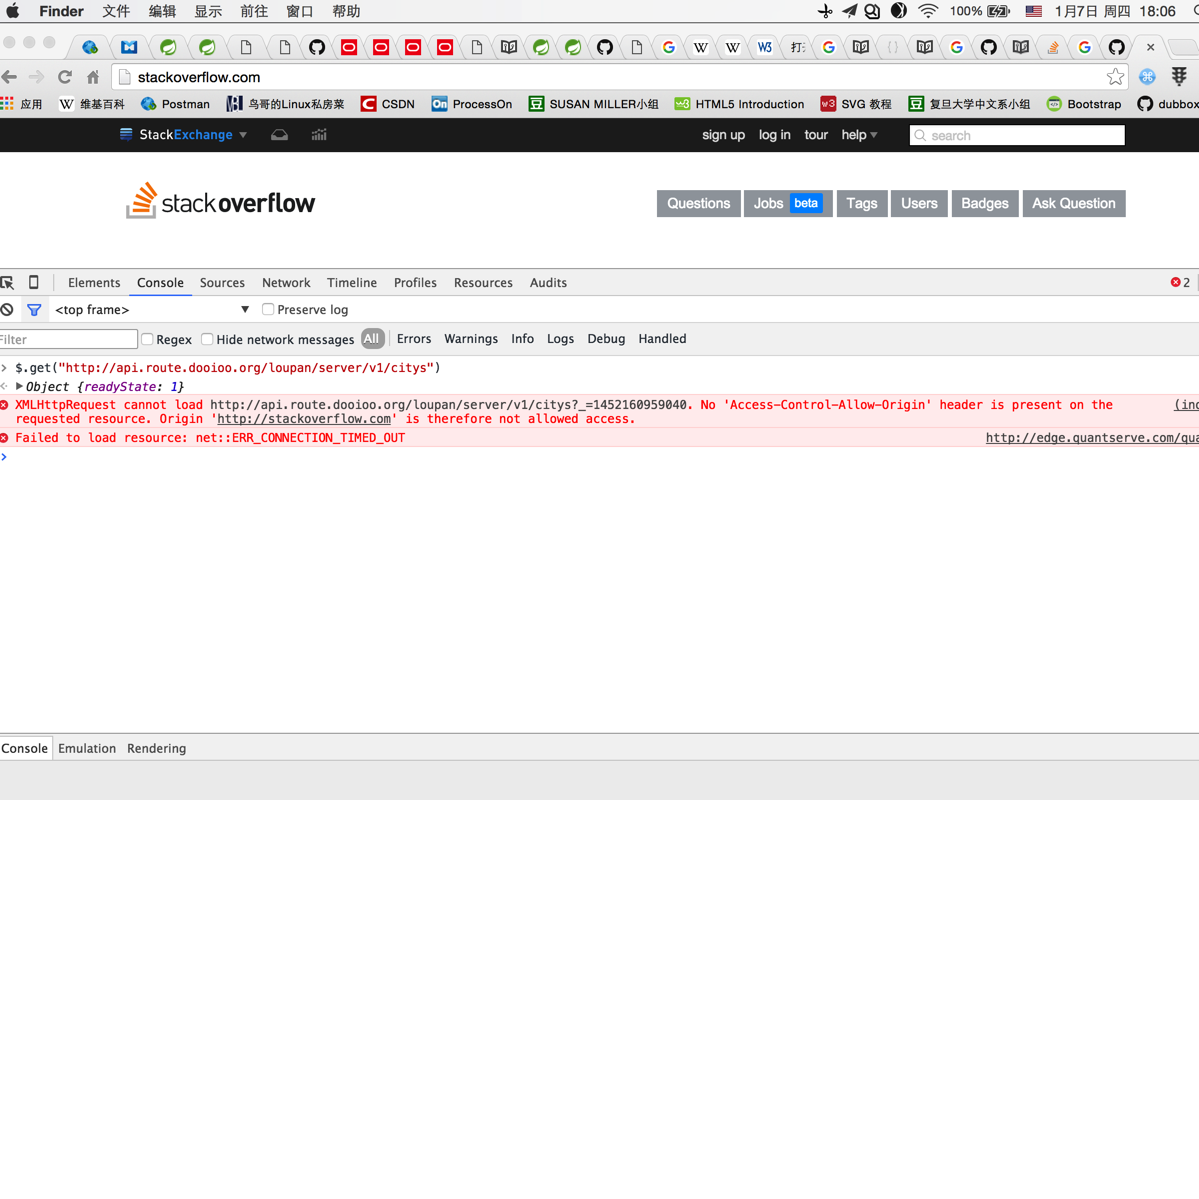 Finder 文件 编辑 显示 前往 窗口 帮助 100% 1月7日 周四 18:06
stackoverflow.com
应用 维基百科 Postman 鸟哥的Linux私房菜 CSDN ProcessOn SUSAN MILLER小组 HTML5 Introduction SVG 教程 复旦大学中文系小组 Bootstrap dubbox
StackExchange sign up log in tour help search
stackoverflow Questions Jobs beta Tags Users Badges Ask Question
Elements Console Sources Network Timeline Profiles Resources Audits 2
<top frame> Preserve log
Filter Regex Hide network messages All Errors Warnings Info Logs Debug Handled
> $.get("http://api.route.dooioo.org/loupan/server/v1/citys")
Object {readyState: 1}
XMLHttpRequest cannot load http://api.route.dooioo.org/loupan/server/v1/citys?_=1452160959040. No 'Access-Control-Allow-Origin' header is present on the (ind
requested resource. Origin 'http://stackoverflow.com' is therefore not allowed access.
Failed to load resource: net::ERR_CONNECTION_TIMED_OUT http://edge.quantserve.com/qua
>
Console Emulation Rendering